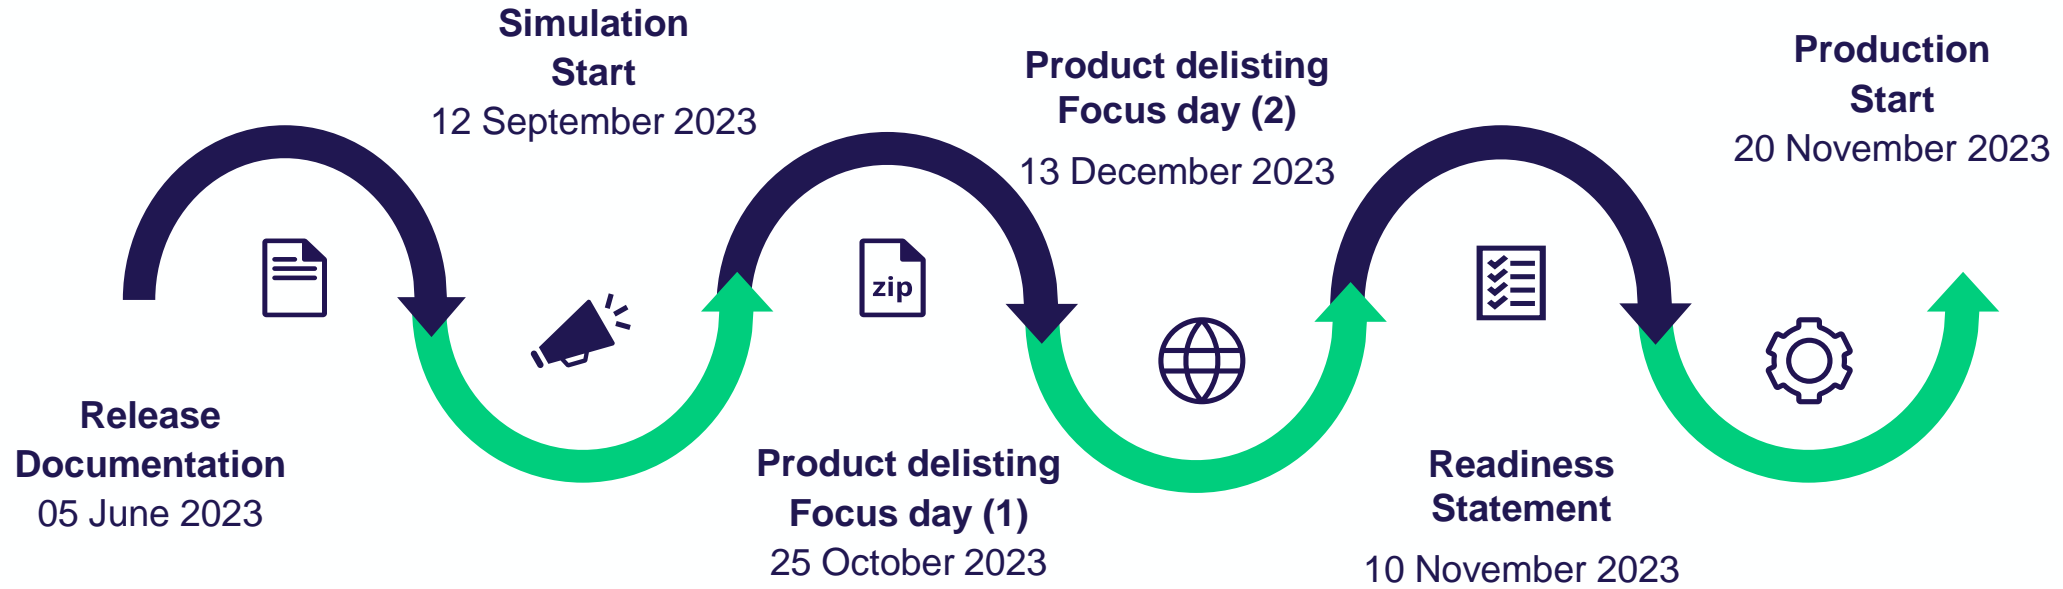 Release
Documentation
05 June 2023
Simulation
Start
12 September 2023
zip
Product delisting
Focus day (1)
25 October 2023
Product delisting
Focus day (2)
13 December 2023
Readiness
Statement
10 November 2023
Production
Start
20 November 2023